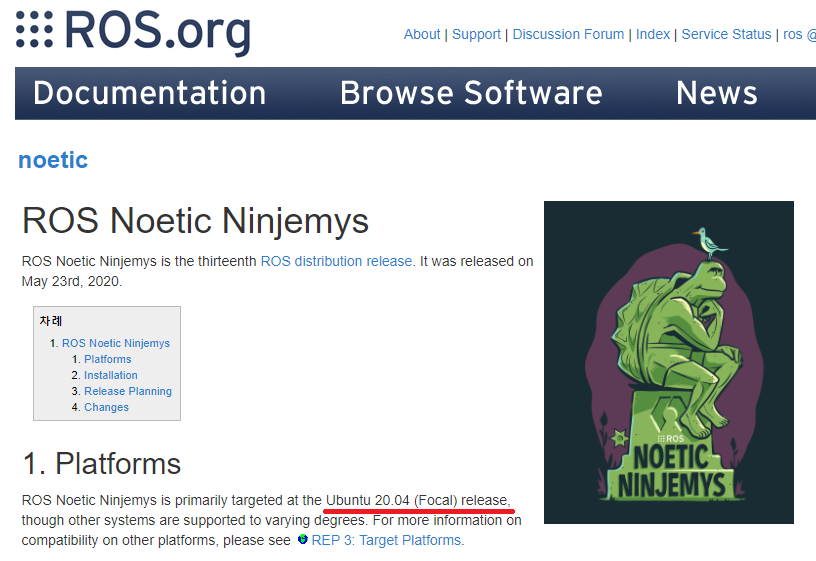 ROS.org
About | Support | Discussion Forum | Index | Service Status | ros @
Documentation Browse Software News
noetic
ROS Noetic Ninjemys
ROS Noetic Ninjemys is the thirteenth ROS distribution release. It was released on
May 23rd, 2020.
차례
1. ROS Noetic Ninjemys
1. Platforms
2. Installation
3. Release Planning
4. Changes
ROS
NOETIC
NINJEMYS
1. Platforms
ROS Noetic Ninjemys is primarily targeted at the Ubuntu 20.04 (Focal) release,
though other systems are supported to varying degrees. For more information on
compatibility on other platforms, please see REP 3: Target Platforms.